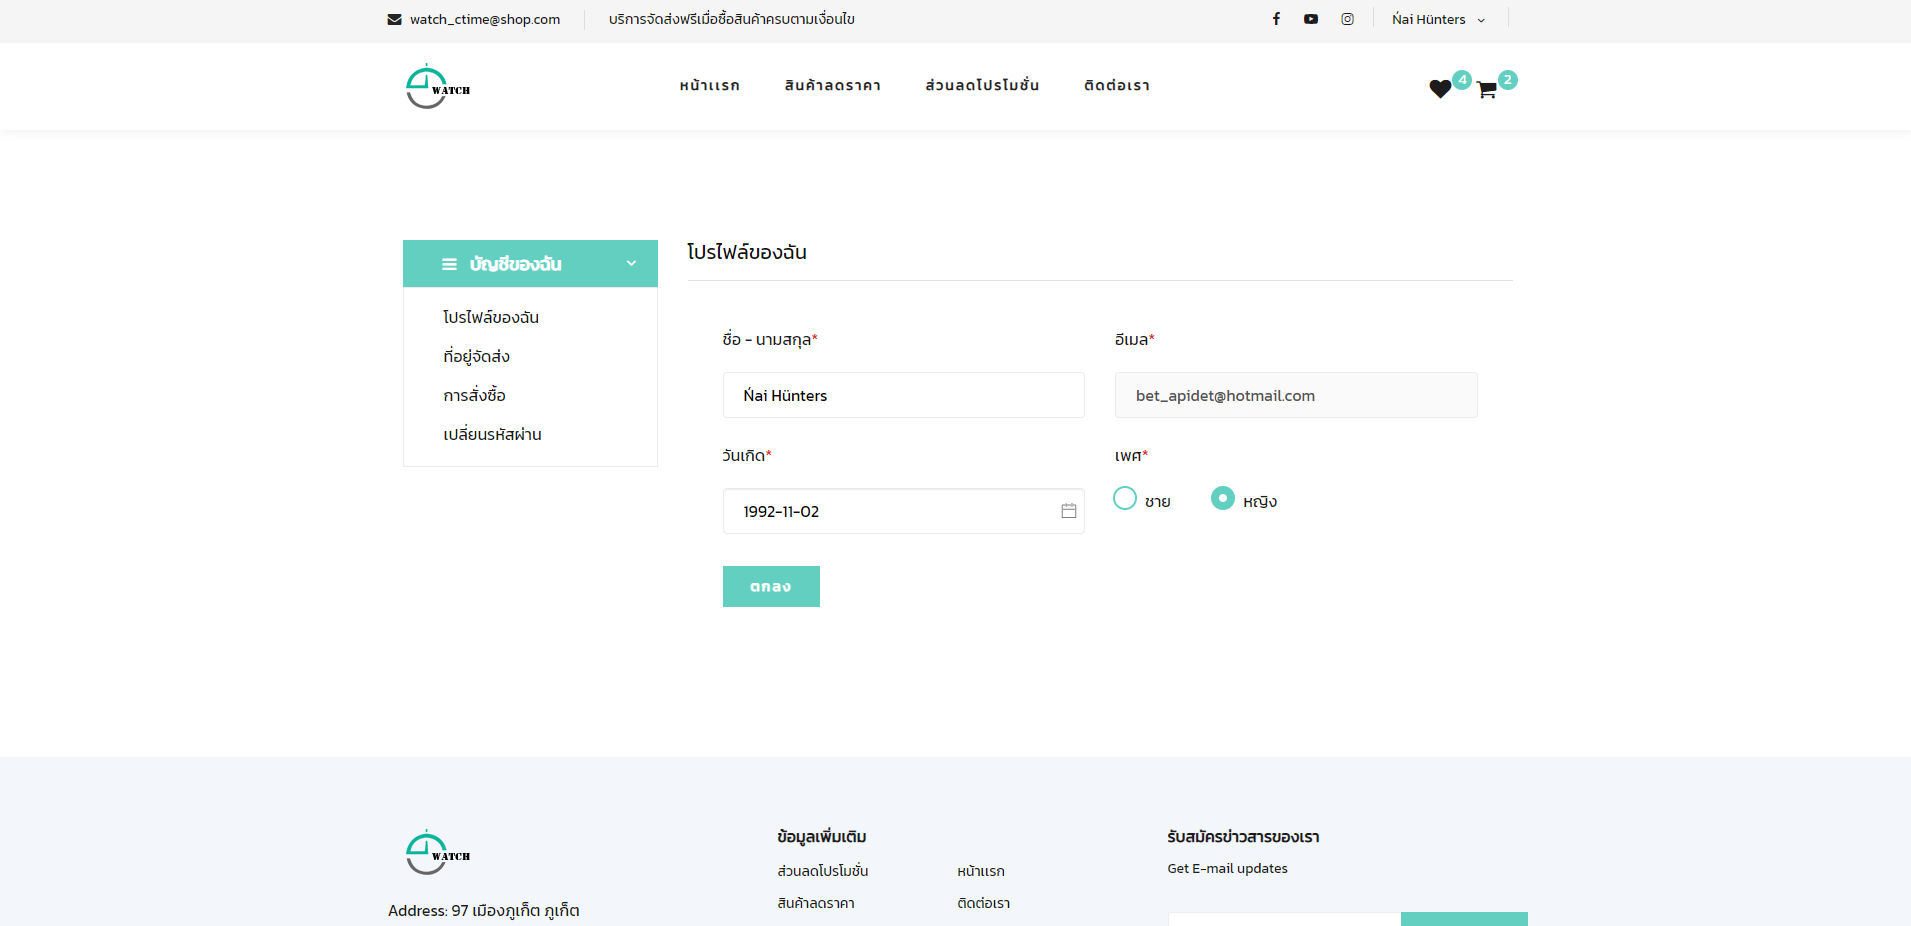 watch_ctime@shop.com บริการจัดส่งฟรีเมื่อซื้อสินค้าครบตามเงื่อนไข Ńai Hünters
WATCH หน้าแรก สินค้าลดราคา ส่วนลดโปรโมชั่น ติดต่อเรา 4 2
บัญชีของฉัน
โปรไฟล์ของฉัน
ที่อยู่จัดส่ง
การสั่งซื้อ
เปลี่ยนรหัสผ่าน
โปรไฟล์ของฉัน
ชื่อ - นามสกุล* อีเมล*
Ńai Hünters bet_apidet@hotmail.com
วันเกิด* เพศ*
1992-11-02 ชาย หญิง
ตกลง
WATCH
Address: 97 เมืองภูเก็ต ภูเก็ต
ข้อมูลเพิ่มเติม
ส่วนลดโปรโมชั่น หน้าแรก
สินค้าลดราคา ติดต่อเรา
รับสมัครข่าวสารของเรา
Get E-mail updates